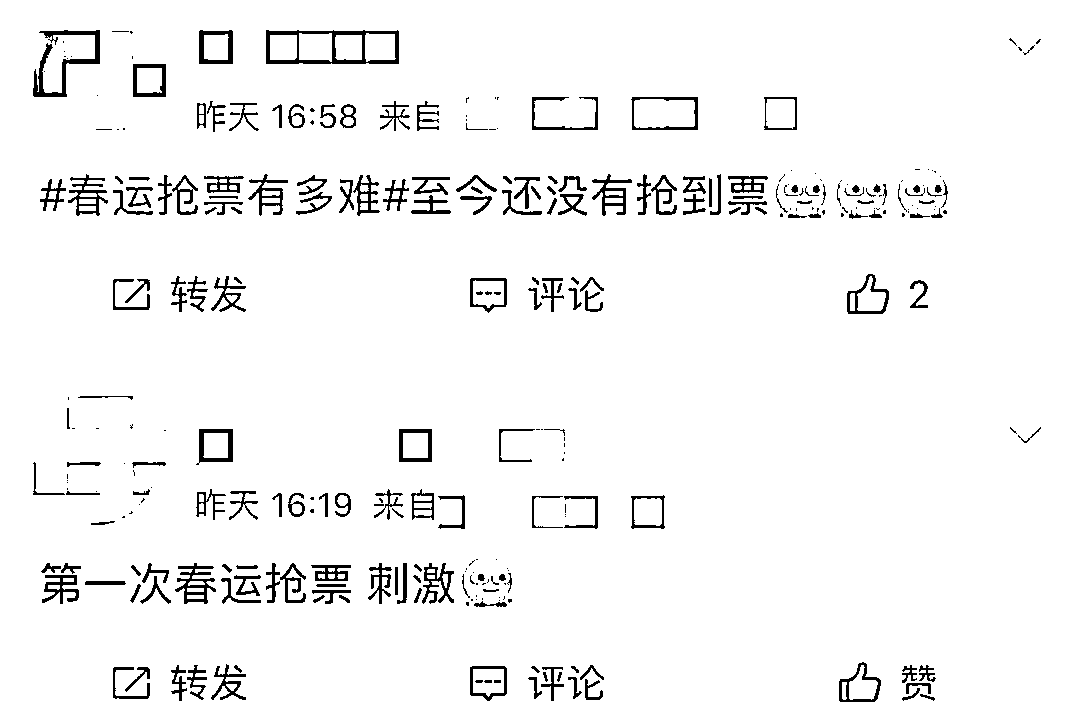 昨天 16:58 来自
#春运抢票有多难#至今还没有抢到票
转发 评论 2
昨天 16:19 来自
第一次春运抢票 刺激
转发 评论 赞